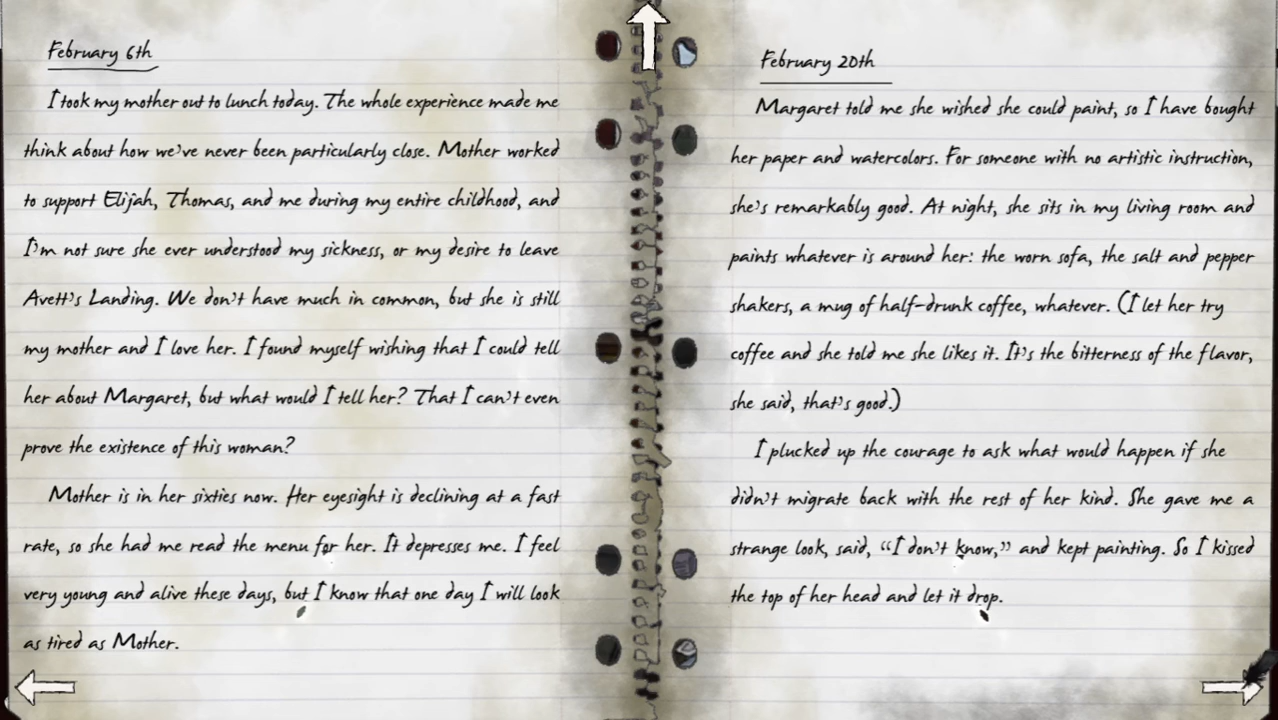 February 6th
I took my mother out to lunch today. The whole experience made me
think about how we've never been particularly close. Mother worked
to support Elijah, Thomas, and me during my entire childhood, and
I'm not sure she ever understood my sickness, or my desire to leave
Avett's Landing. We don't have much in common, but she is still
my mother and I love her. I found myself wishing that I could tell
her about Margaret, but what would I tell her? That I can't even
prove the existence of this woman?
Mother is in her sixties now. Her eyesight is declining at a fast
rate, so she had me read the menu for her. It depresses me. I feel
very young and alive these days, but I know that one day I will look
as tired as Mother.
February 20th
Margaret told me she wished she could paint, so I have bought
her paper and watercolors. For someone with no artistic instruction,
she's remarkably good. At night, she sits in my living room and
paints whatever is around her: the worn sofa, the salt and pepper
shakers, a mug of half-drunk coffee, whatever. (I let her try
coffee and she told me she likes it. It's the bitterness of the flavor,
she said, that's good.)
I plucked up the courage to ask what would happen if she
didn't migrate back with the rest of her kind. She gave me a
strange look, said, “I don't know,” and kept painting. So I kissed
the top of her head and let it drop.